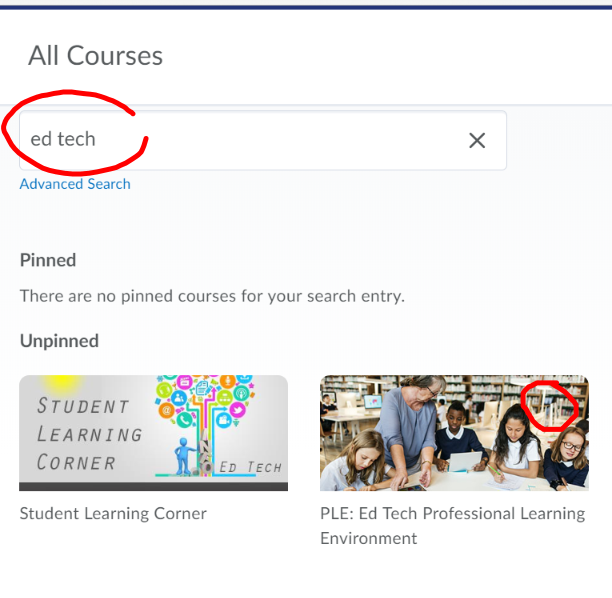 All Courses
ed tech
Advanced Search
Pinned
There are no pinned courses for your search entry.
Unpinned
STUDENT
LEARNING
CORNER
ED TECH
Student Learning Corner
PLE: Ed Tech Professional Learning
Environment